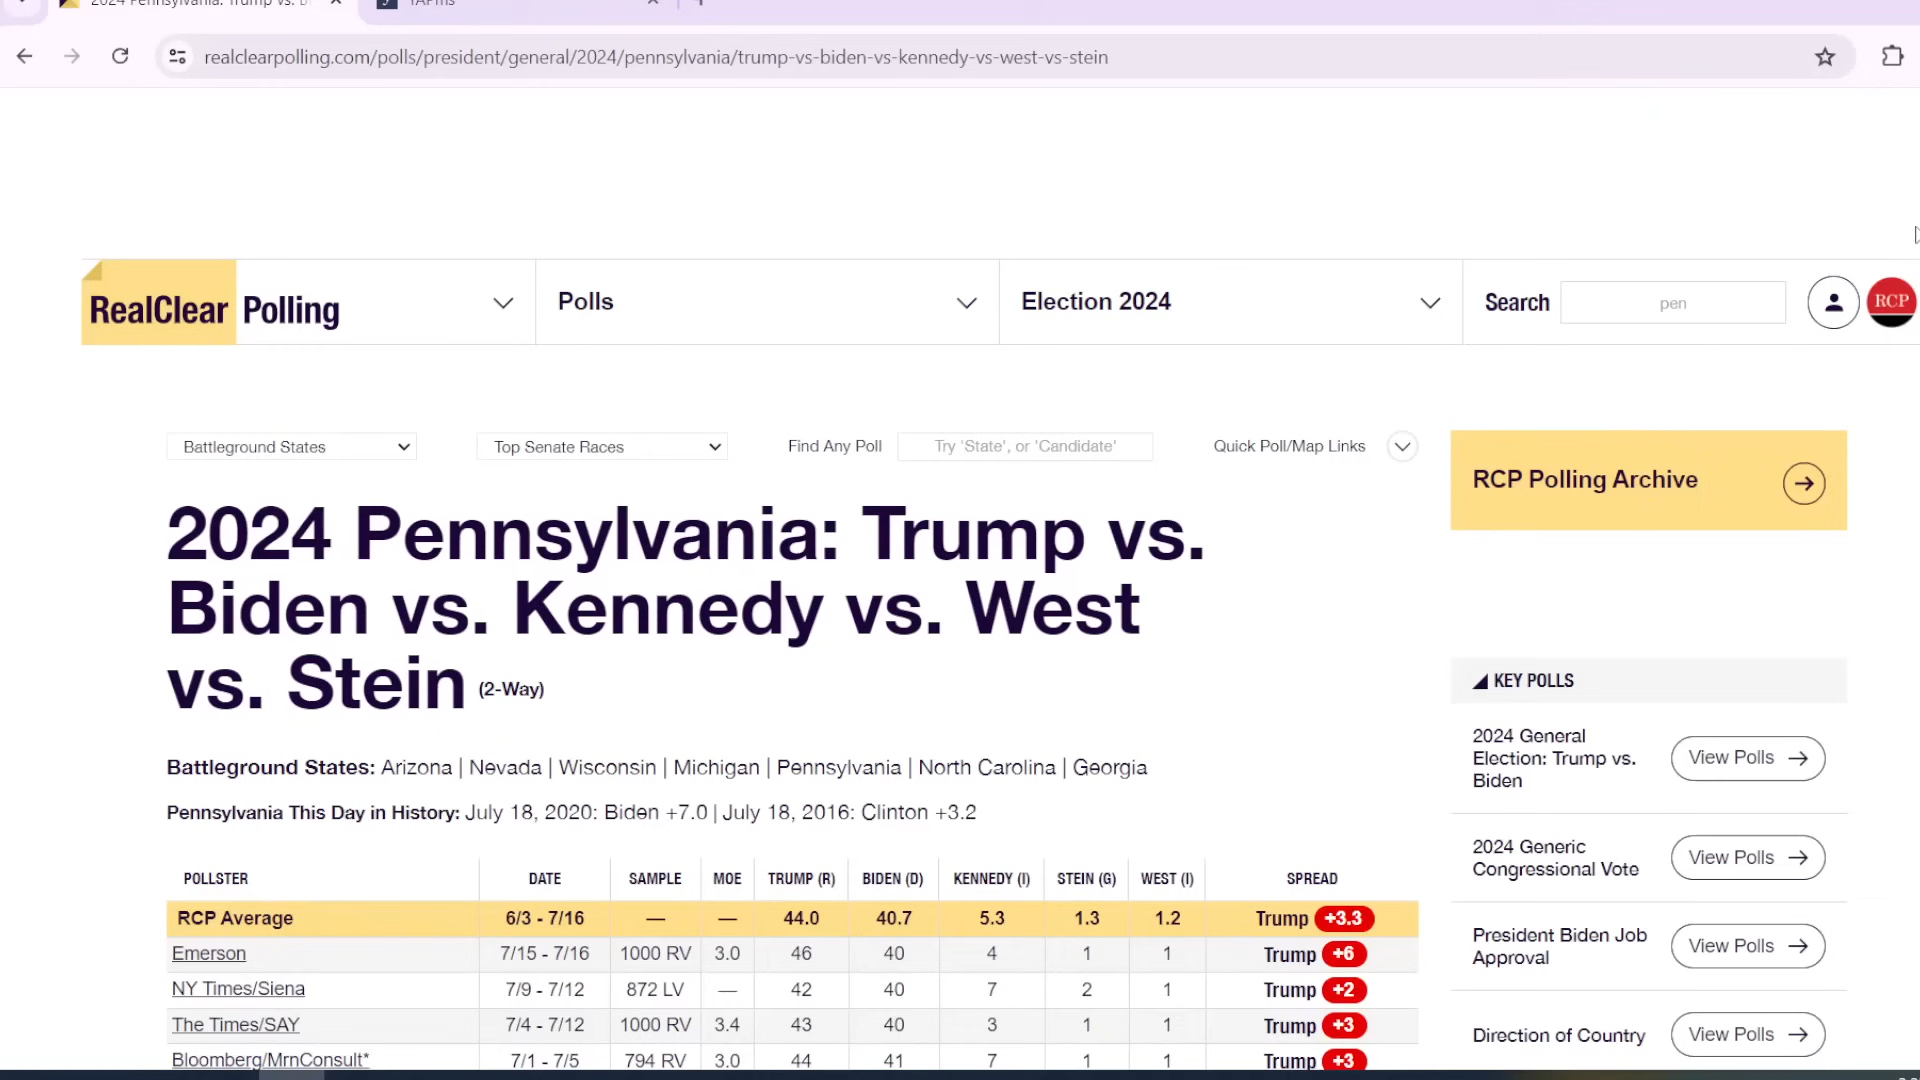 2024 Pennsylvania: Trump vs. B
YAPms
realclearpolling.com/polls/president/general/2024/pennsylvania/trump-vs-biden-vs-kennedy-vs-west-vs-stein
RealClear Polling
Polls
Election 2024
Search
pen
RCP
Battleground States
Top Senate Races
Find Any Poll
Try 'State', or 'Candidate'
Quick Poll/Map Links
RCP Polling Archive
2024 Pennsylvania: Trump vs.
Biden vs. Kennedy vs. West
vs. Stein (2-Way)
Battleground States: Arizona | Nevada | Wisconsin | Michigan | Pennsylvania | North Carolina | Georgia
Pennsylvania This Day in History: July 18, 2020: Biden +7.0 | July 18, 2016: Clinton +3.2
POLLSTER DATE SAMPLE MOE TRUMP (R) BIDEN (D) KENNEDY (I) STEIN (G) WEST (I) SPREAD
RCP Average 6/3 - 7/16 — — 44.0 40.7 5.3 1.3 1.2 Trump +3.3
Emerson 7/15 - 7/16 1000 RV 3.0 46 40 4 1 1 Trump +6
NY Times/Siena 7/9 - 7/12 872 LV — 42 40 7 2 1 Trump +2
The Times/SAY 7/4 - 7/12 1000 RV 3.4 43 40 3 1 1 Trump +3
Bloomberg/MrnConsult* 7/1 - 7/5 794 RV 3.0 44 41 7 1 1 Trump +3
KEY POLLS
2024 General
Election: Trump vs.
Biden
View Polls
2024 Generic
Congressional Vote
View Polls
President Biden Job
Approval
View Polls
Direction of Country
View Polls